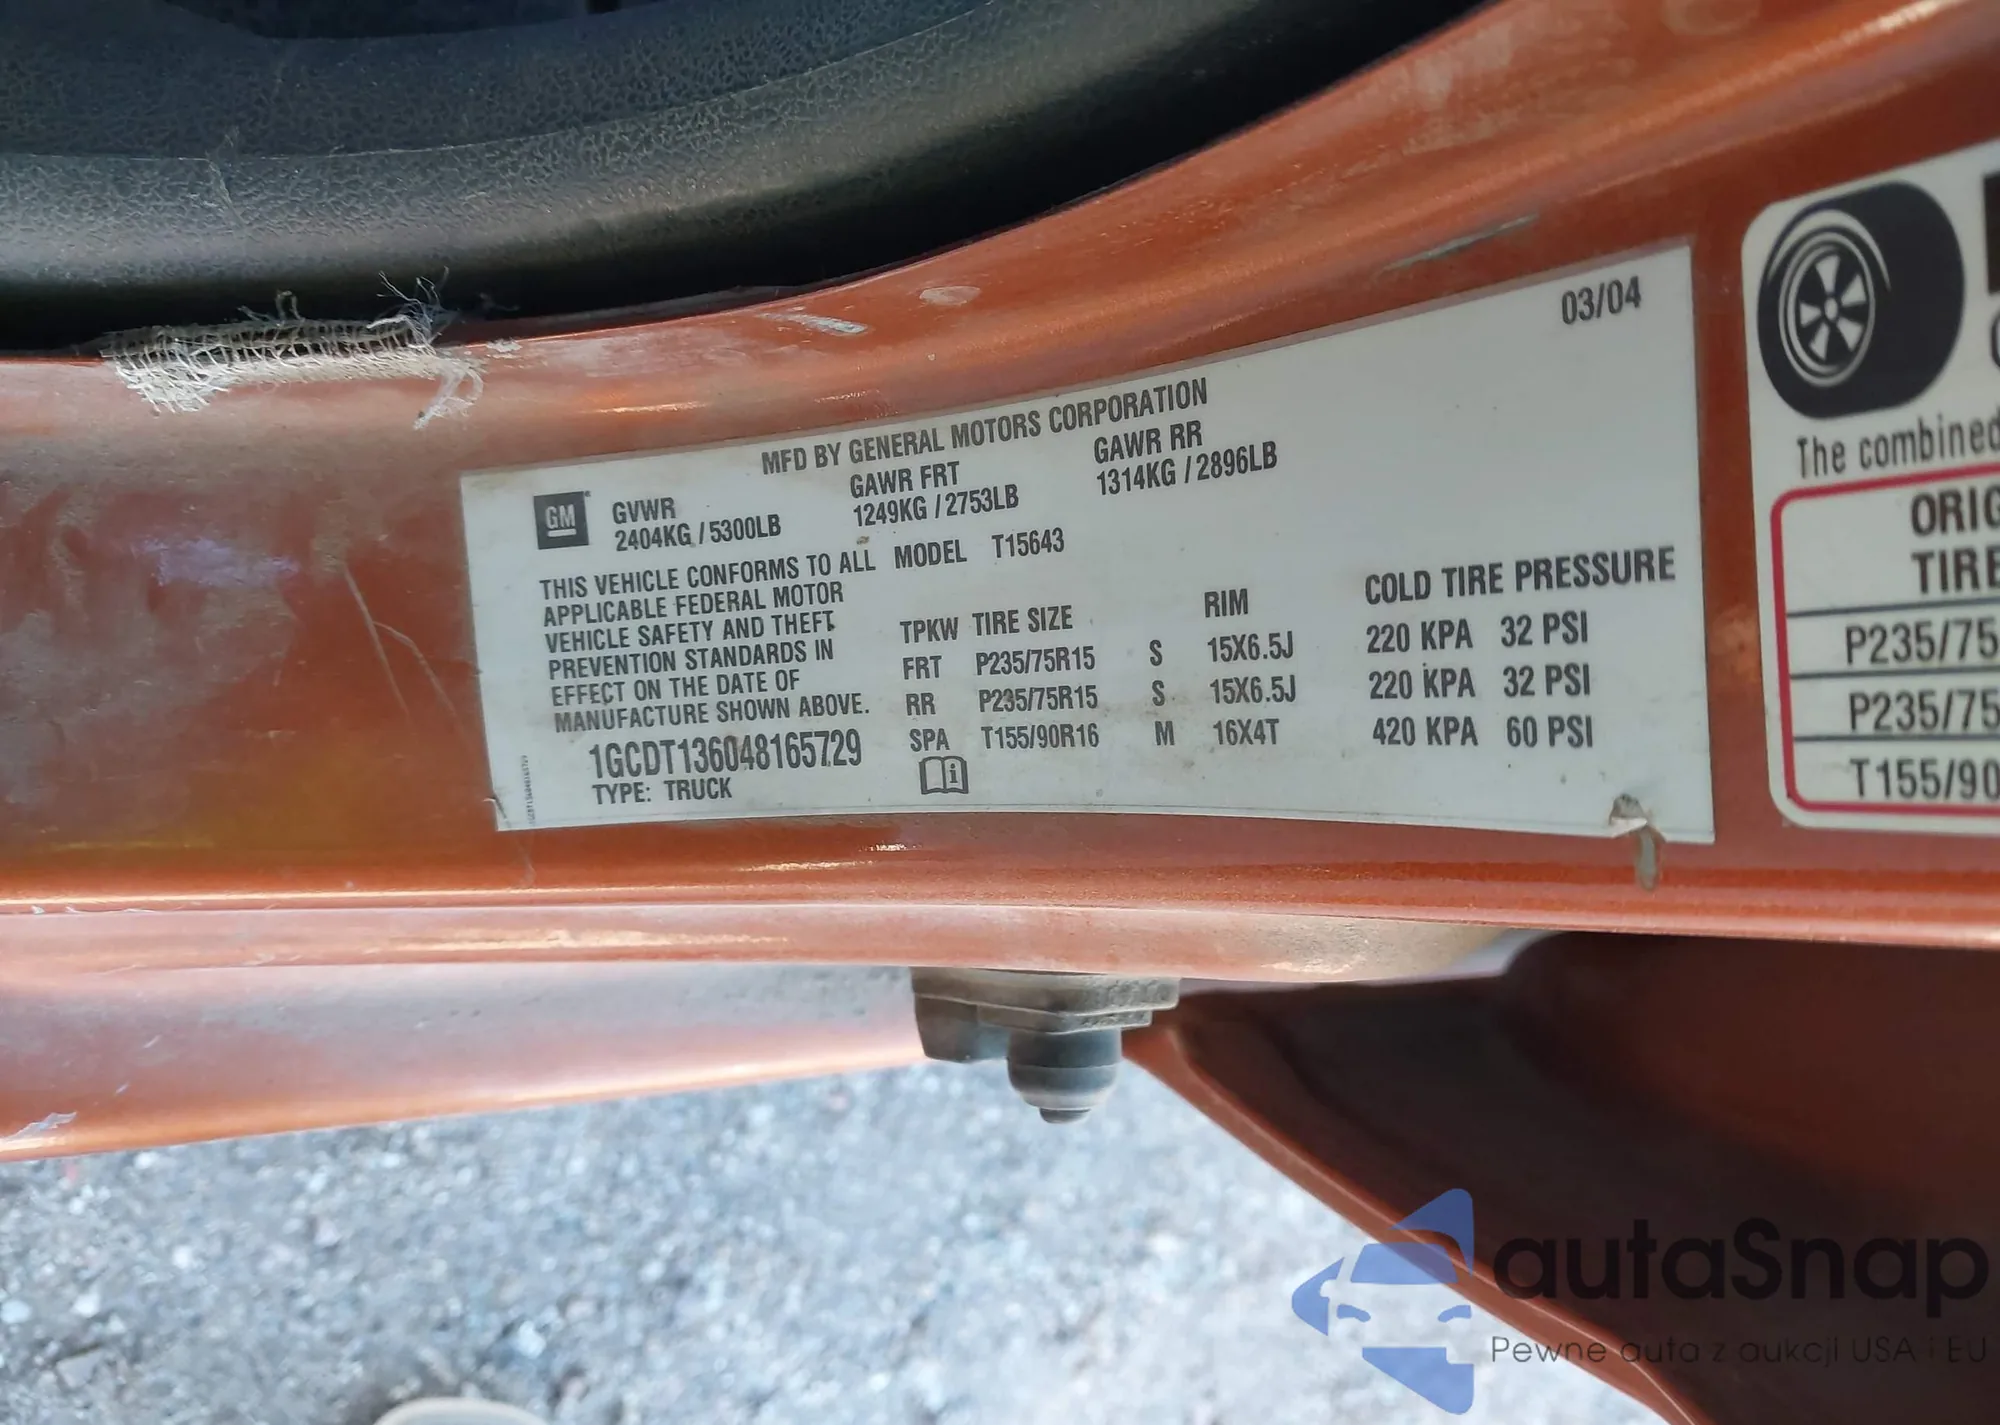 03/04
MFD BY GENERAL MOTORS CORPORATION
GM
GVWR GAWR FRT GAWR RR
2404KG / 5300LB 1249KG / 2753LB 1314KG / 2896LB
THIS VEHICLE CONFORMS TO ALL
APPLICABLE FEDERAL MOTOR
VEHICLE SAFETY AND THEFT
PREVENTION STANDARDS IN
EFFECT ON THE DATE OF
MANUFACTURE SHOWN ABOVE.
1GCDT136048165729
TYPE: TRUCK
MODEL T15643
TPKW TIRE SIZE RIM COLD TIRE PRESSURE
FRT P235/75R15 S 15X6.5J 220 KPA 32 PSI
RR P235/75R15 S 15X6.5J 220 KPA 32 PSI
SPA T155/90R16 M 16X4T 420 KPA 60 PSI
The combined
ORIG
TIRE
P235/75
P235/75
T155/90
autaSnap
Pewne auta z aukcji USA i EU